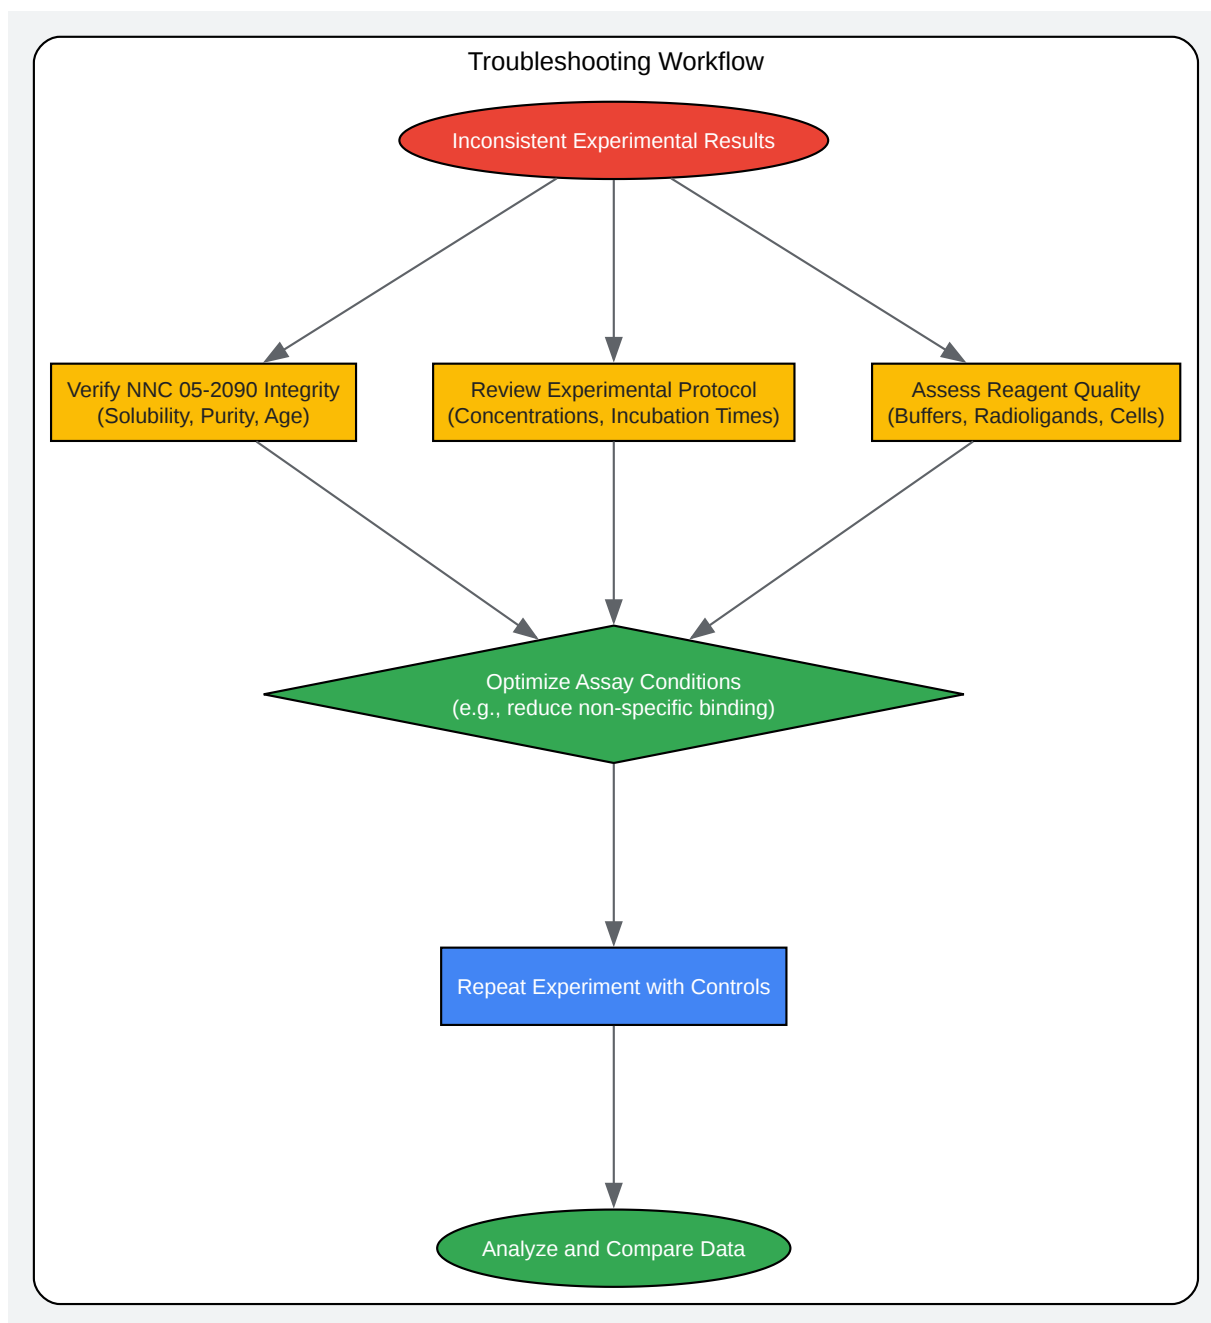 Troubleshooting Workflow
Inconsistent Experimental Results
Verify NNC 05-2090 Integrity
(Solubility, Purity, Age)
Review Experimental Protocol
(Concentrations, Incubation Times)
Assess Reagent Quality
(Buffers, Radioligands, Cells)
Optimize Assay Conditions
(e.g., reduce non-specific binding)
Repeat Experiment with Controls
Analyze and Compare Data